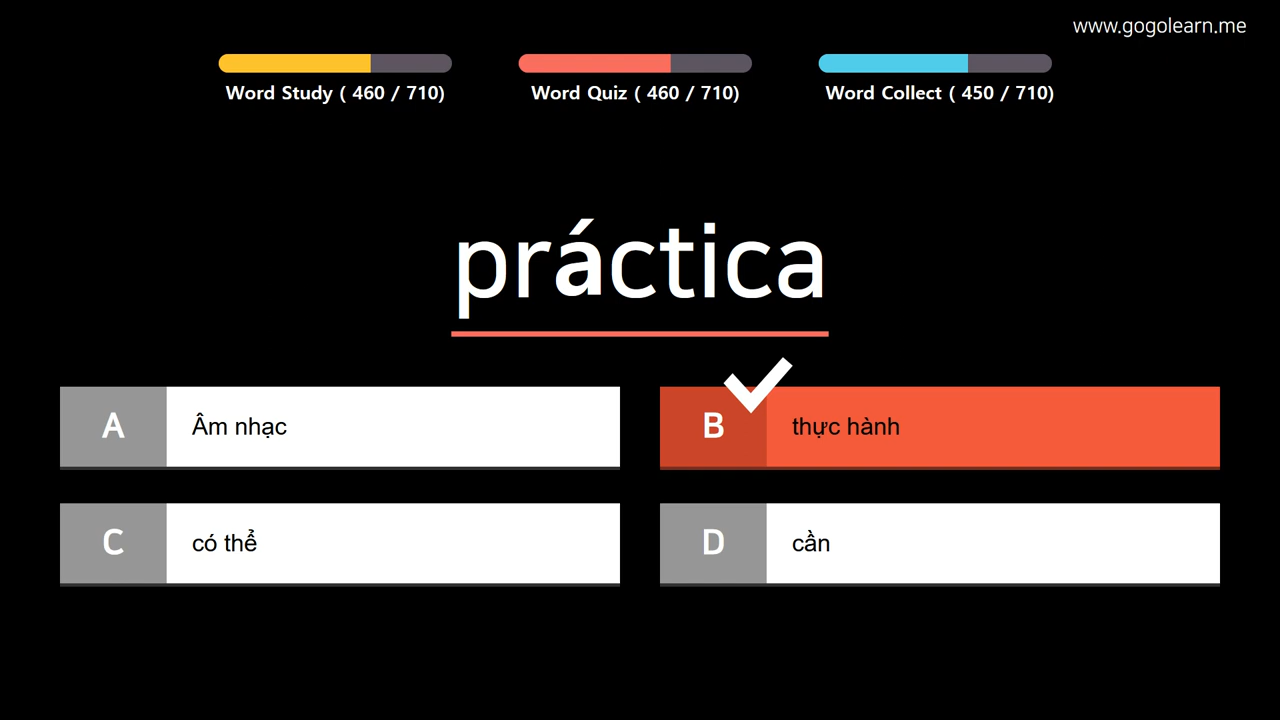 www.gogolearn.me
Word Study ( 460 / 710)
Word Quiz ( 460 / 710)
Word Collect ( 450 / 710)
práctica
A
Âm nhạc
B
thực hành
C
có thể
D
cần